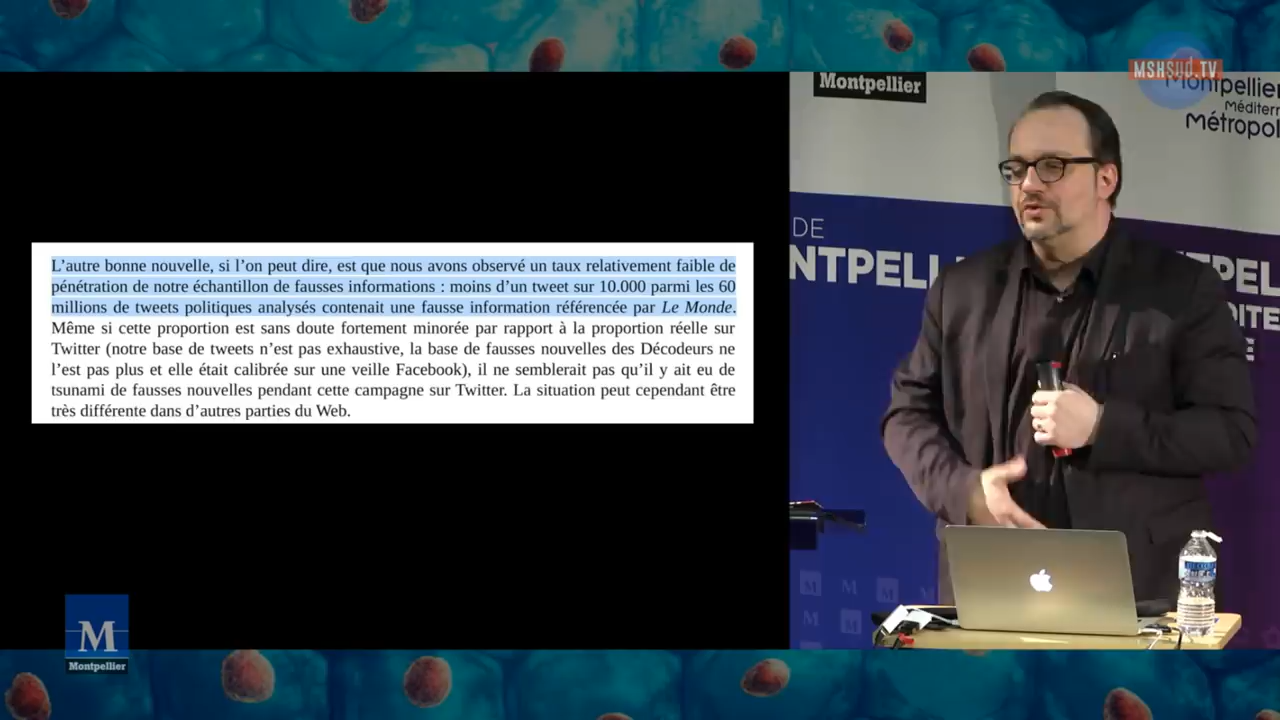 MSHSUD.TV
Montpellier
Montpellier
Méditerr
Métropol
DE
NTPELL
TPEL
DITE
E
L’autre bonne nouvelle, si l’on peut dire, est que nous avons observé un taux relativement faible de
pénétration de notre échantillon de fausses informations : moins d’un tweet sur 10.000 parmi les 60
millions de tweets politiques analysés contenait une fausse information référencée par Le Monde.
Même si cette proportion est sans doute fortement minorée par rapport à la proportion réelle sur
Twitter (notre base de tweets n’est pas exhaustive, la base de fausses nouvelles des Décodeurs ne
l’est pas plus et elle était calibrée sur une veille Facebook), il ne semblerait pas qu’il y ait eu de
tsunami de fausses nouvelles pendant cette campagne sur Twitter. La situation peut cependant être
très différente dans d’autres parties du Web.
M
Montpellier